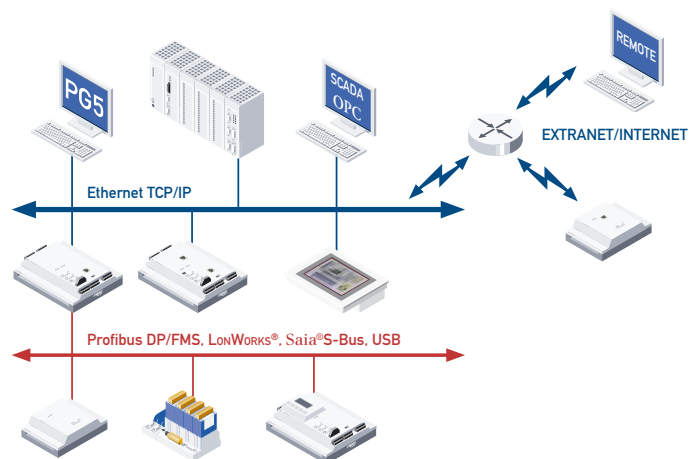 PG5
SCADA
OPC
REMOTE
EXTRANET/INTERNET
Ethernet TCP/IP
Profibus DP/FMS, LONWORKS®, Saia®S-Bus, USB